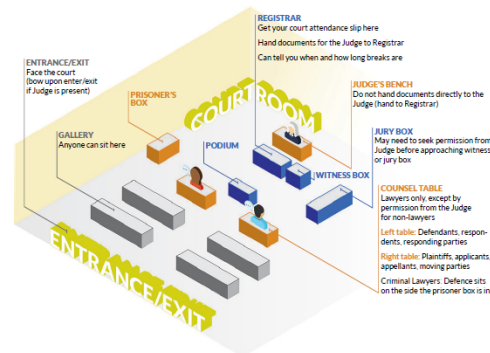 REGISTRAR
Get your court attendance slip here
Hand documents for the Judge to Registrar
Can tell you when and how long breaks are
ENTRANCE/EXIT
Face the court
(bow upon enter/exit
if Judge is present)
PRISONER'S
BOX
COURTROOM
JUDGE'S BENCH
Do not hand documents directly to the
Judge (hand to Registrar)
GALLERY
Anyone can sit here
PODIUM
JURY BOX
May need to seek permission from
Judge before approaching witness
or jury box
WITNESS BOX
COUNSEL TABLE
Lawyers only, except by
permission from the Judge
for non-lawyers
Left table: Defendants, respon-
dents, responding parties
Right table: Plaintiffs, applicants,
appellants, moving parties
Criminal Lawyers: Defence sits
on the side the prisoner box is in
ENTRANCE/EXIT